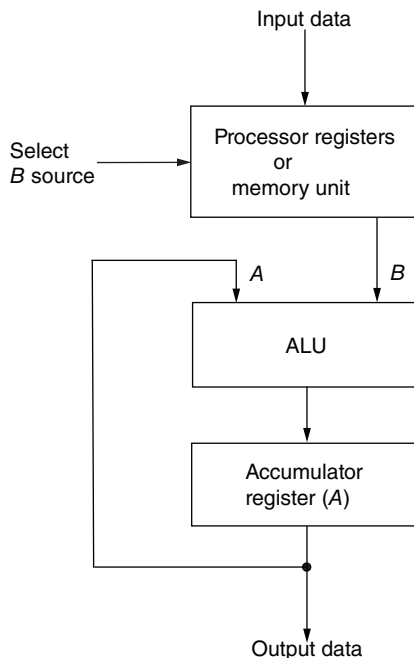 Input data
Processor registers
or
memory unit
Select
B source
A
B
ALU
Accumulator
register (A)
Output data